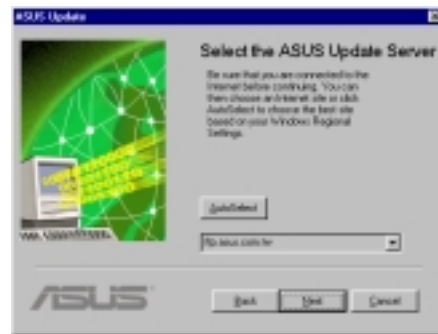 ASUS Update
Select the ASUS Update Server
Be sure that you are connected to the
Internet before continuing. You can
then choose an Internet site or click
AutoSelect to choose the best site
based on your Windows Regional
Settings.
AutoSelect
ftp.asus.com.tw
ASUS
Back
Next
Cancel